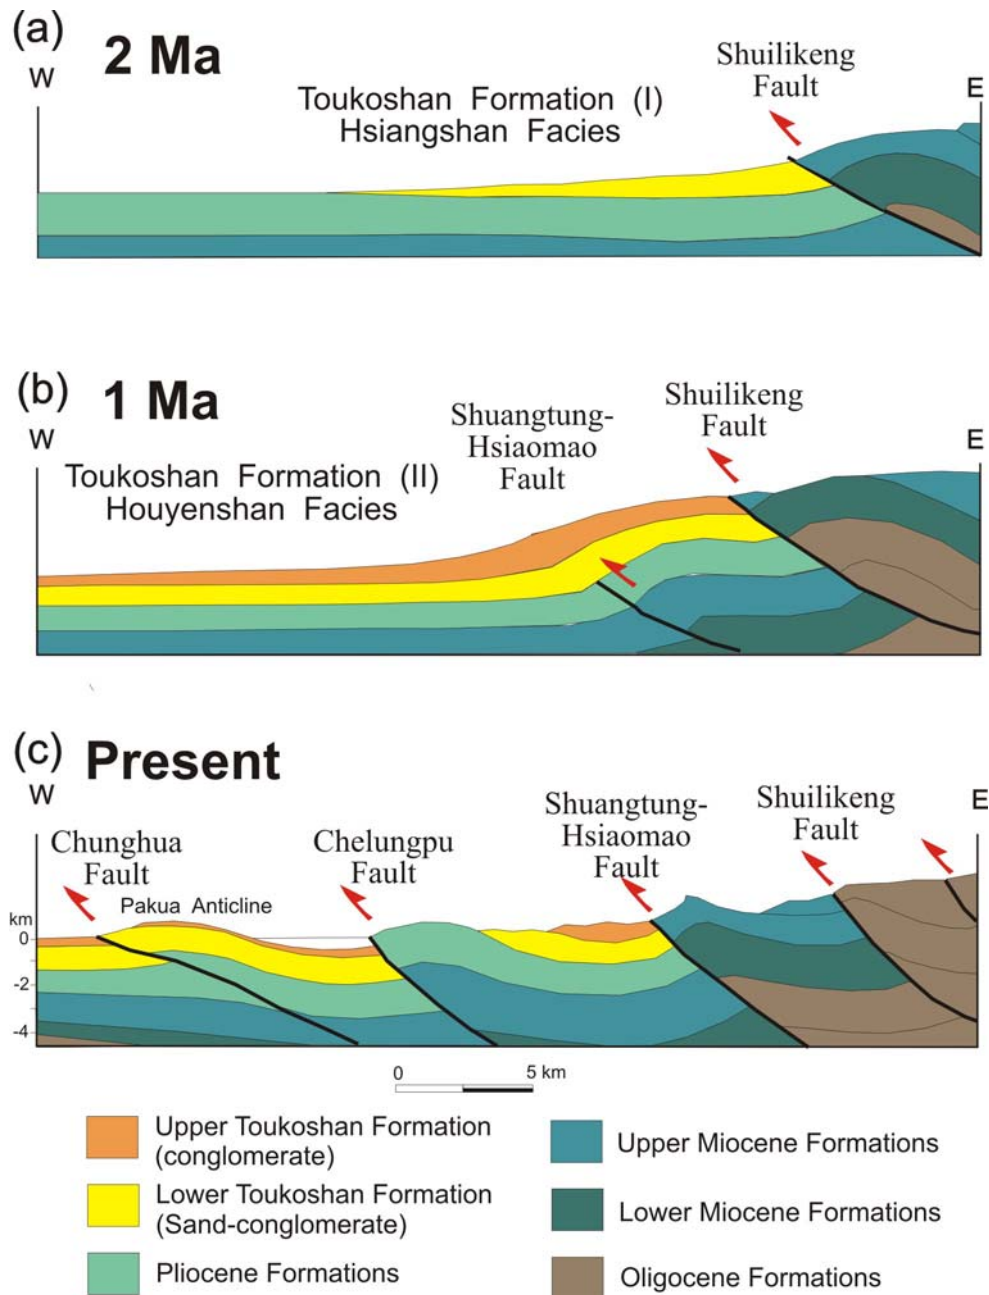 (a) 2 Ma
W
Toukoshan Formation (I)
Hsiangshan Facies
Shuilikeng
Fault
E
(b) 1 Ma
W
Toukoshan Formation (II)
Houyenshan Facies
Shuangtung-
Hsiaomao
Fault
Shuilikeng
Fault
E
(c) Present
W
Chunghua
Fault
Pakua Anticline
Chelungpu
Fault
Shuangtung-
Hsiaomao
Fault
Shuilikeng
Fault
E
km
0
-2
-4
0 5 km
Upper Toukoshan Formation
(conglomerate)
Lower Toukoshan Formation
(Sand-conglomerate)
Pliocene Formations
Upper Miocene Formations
Lower Miocene Formations
Oligocene Formations